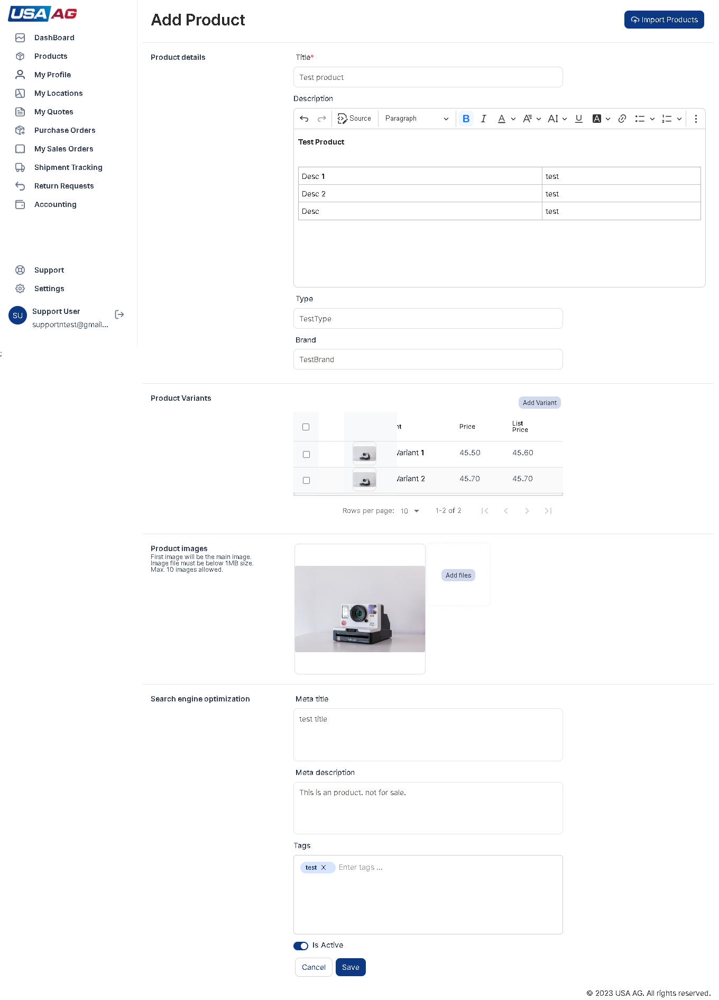 USA AG
DashBoard
Products
My Profile
My Locations
My Quotes
Purchase Orders
My Sales Orders
Shipment Tracking
Return Requests
Accounting
Support
Settings
SU
Support User
supportntest@gmail...
;
Add Product
Import Products
Product details
Title*
Test product
Description
Source Paragraph
Test Product
Desc 1 test
Desc 2 test
Desc test
Type
TestType
Brand
TestBrand
Product Variants
Add Variant
nt Price List
Price
Variant 1 45.50 45.60
Variant 2 45.70 45.70
Rows per page: 10 1-2 of 2
Product images
First image will be the main image.
Image file must be below 1MB size.
Max. 10 images allowed.
Add files
Search engine optimization
Meta title
test title
Meta description
This is an product. not for sale.
Tags
test Enter tags ...
Is Active
Cancel Save
© 2023 USA AG. All rights reserved.